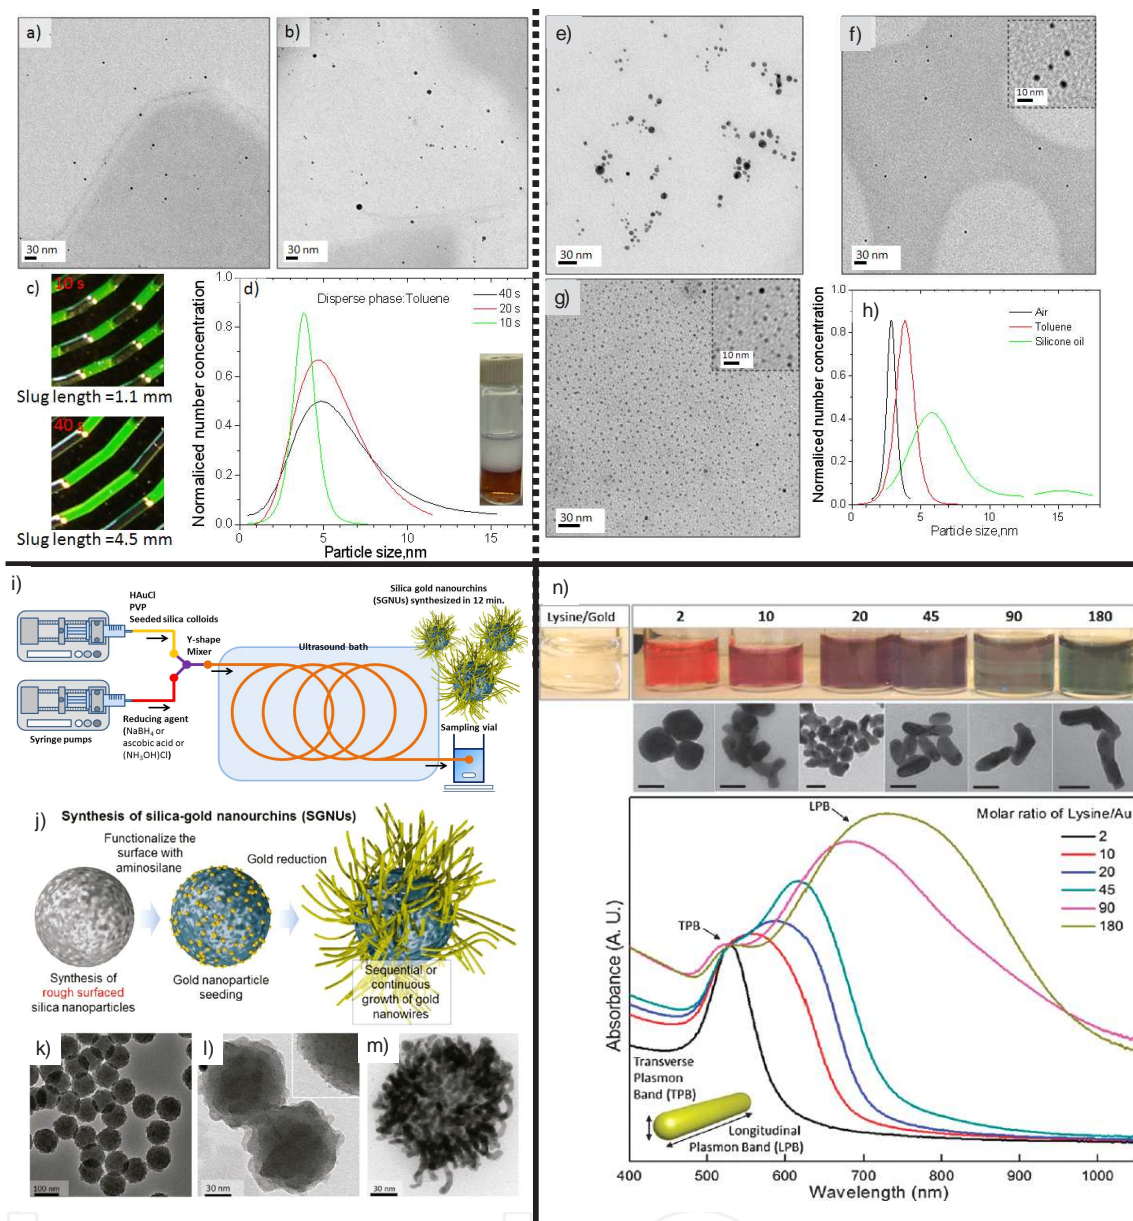 a)
30 nm
b)
30 nm
c)
10 s
Slug length =1.1 mm
40 s
Slug length =4.5 mm
d)
Disperse phase:Toluene
40 s
20 s
10 s
Normaliced number concentration
1.0
0.8
0.6
0.4
0.2
0.0
0 5 10 15
Particle size,nm
e)
30 nm
f)
10 nm
30 nm
g)
10 nm
30 nm
h)
Air
Toluene
Silicone oil
Normaliced number concentration
1.0
0.8
0.6
0.4
0.2
0.0
0 5 10 15
Particle size,nm
i)
HAuCl
PVP
Seeded silica colloids
Y-shape
Mixer
Ultrasound bath
Silica gold nanourchins
(SGNUs) synthesized in 12 min.
Syringe pumps
Reducing agent
(NaBH4 or
ascobic acid or
(NH3OH)Cl)
Sampling vial
j)
Synthesis of silica-gold nanourchins (SGNUs)
Functionalize the
surface with
aminosilane
Gold reduction
Synthesis of
rough surfaced
silica nanoparticles
Gold nanoparticle
seeding
Sequential or
continuous
growth of gold
nanowires
k)
100 nm
l)
30 nm
m)
30 nm
n)
Lysine/Gold 2 10 20 45 90 180
LPB
TPB
Molar ratio of Lysine/Au
2
10
20
45
90
180
Absorbance (A. U.)
Transverse
Plasmon
Band (TPB)
Longitudinal
Plasmon Band (LPB)
400 500 600 700 800 900 1000
Wavelength (nm)